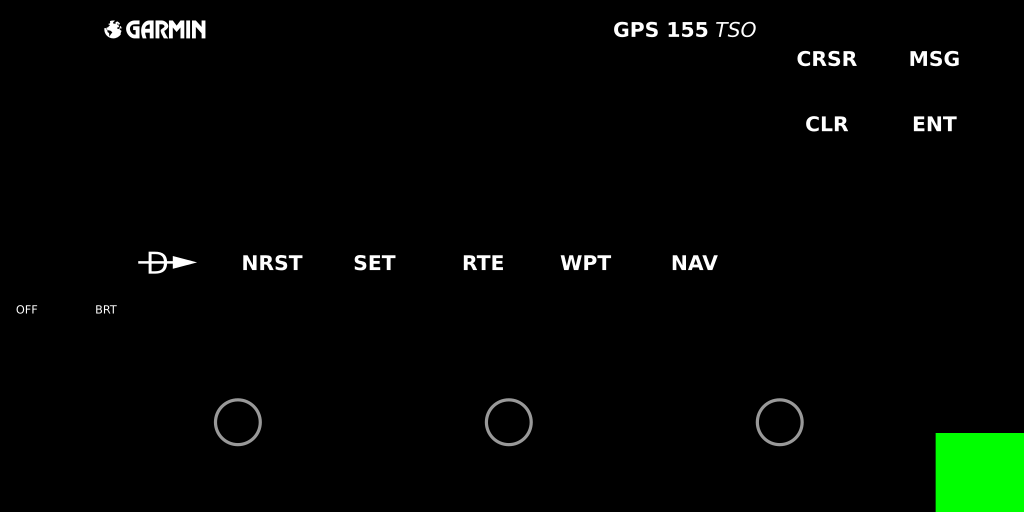 GARMIN GPS 155 TSO
CRSR MSG
CLR ENT
D NRST SET RTE WPT NAV
OFF BRT